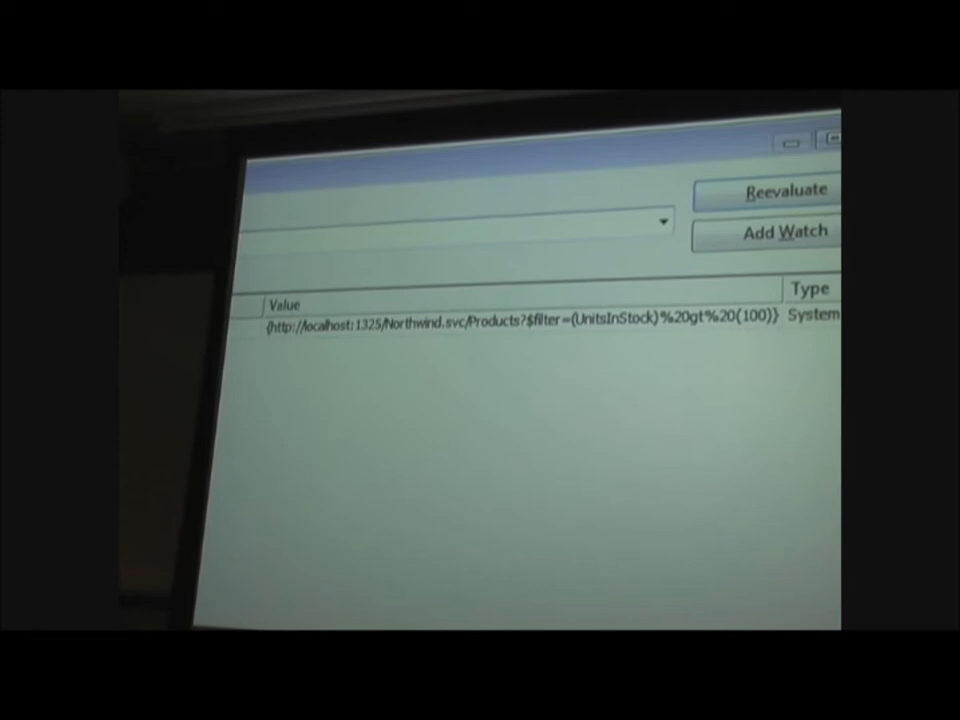 Reevaluate
Add Watch
Value Type
{http://localhost:1325/Northwind.svc/Products?$filter=(UnitsInStock)%20gt%20(100)} System